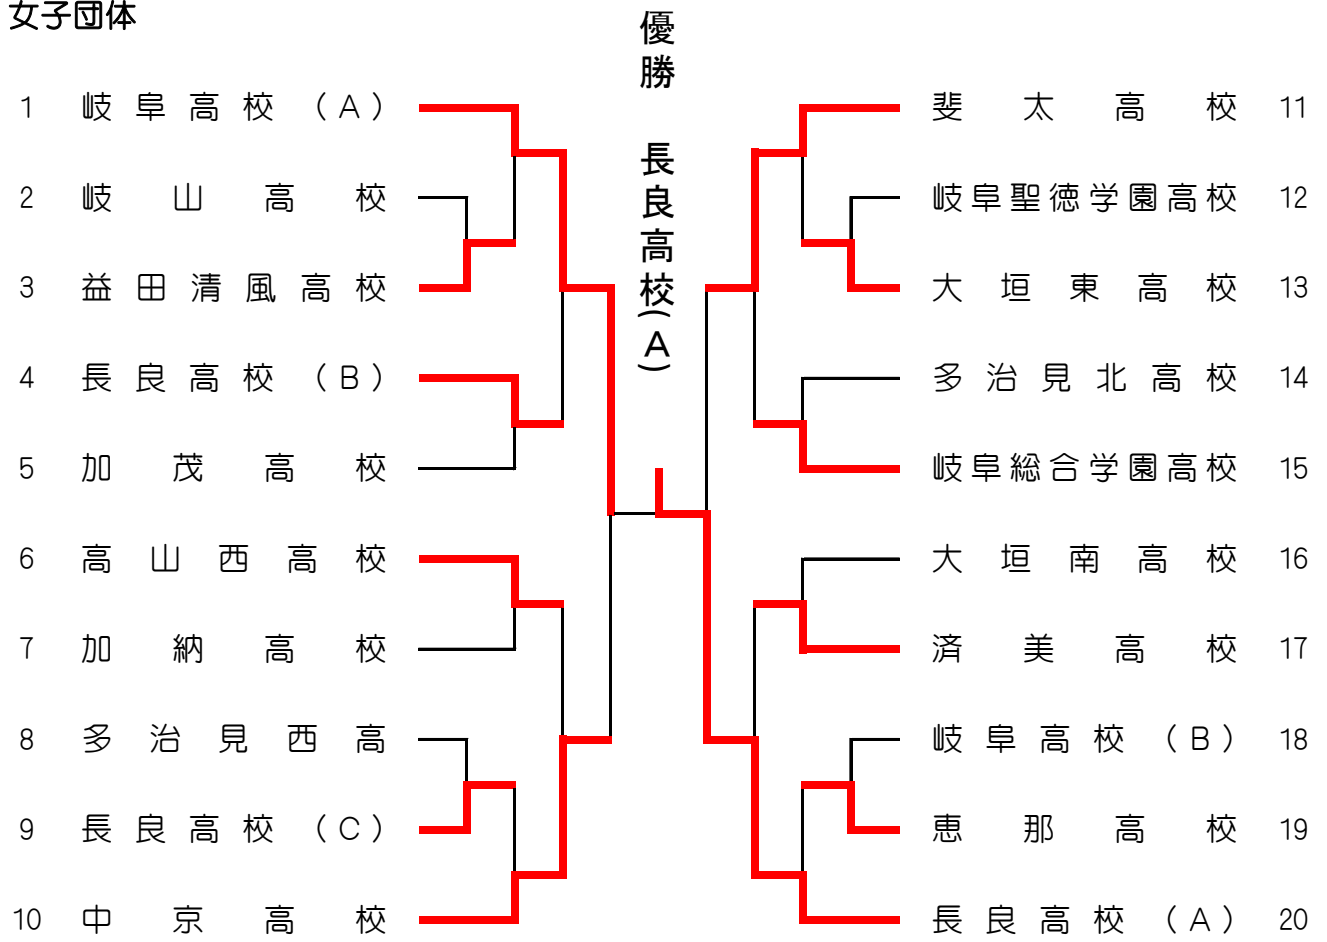 女子団体
優勝 長良高校(A)
1 岐阜高校(A)
2 岐山高校
3 益田清風高校
4 長良高校(B)
5 加茂高校
6 高山西高校
7 加納高校
8 多治見西高
9 長良高校(C)
10 中京高校
斐太高校 11
岐阜聖徳学園高校 12
大垣東高校 13
多治見北高校 14
岐阜総合学園高校 15
大垣南高校 16
済美高校 17
岐阜高校(B) 18
恵那高校 19
長良高校(A) 20